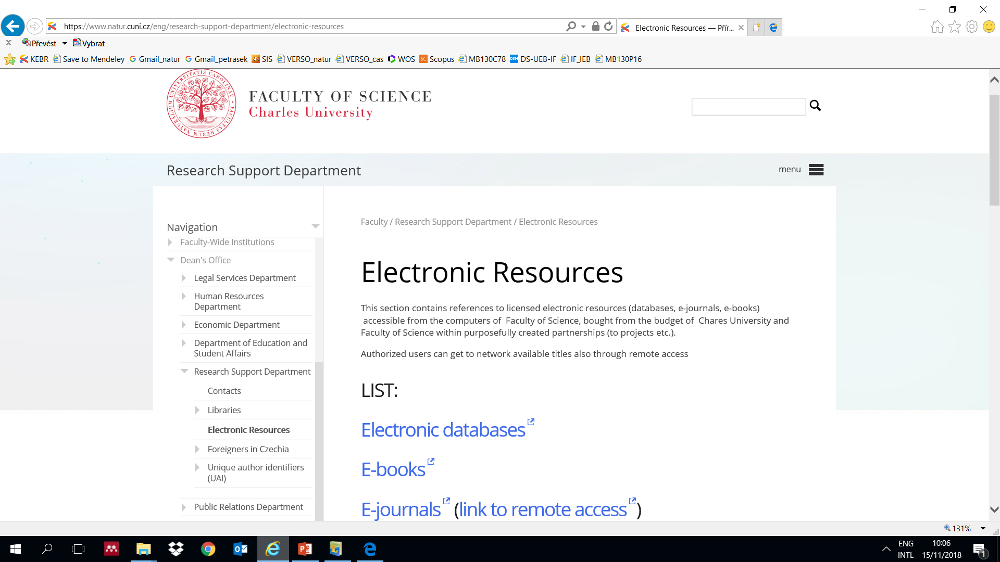 https://www.natur.cuni.cz/eng/research-support-department/electronic-resources
Electronic Resources — Přír...
Převést
Vybrat
KEBR
Save to Mendeley
Gmail_natur
Gmail_petrasek
SIS
VERSO_natur
VERSO_cas
WOS
Scopus
MB130C78
DS-UEB-IF
IF_IEB
MB130P16
UNIVERSITATIS CAROLINAE • FACULTAS RERUM NATURALIUM
FACULTY OF SCIENCE
Charles University
Research Support Department
menu
Navigation
Faculty-Wide Institutions
Dean's Office
Legal Services Department
Human Resources
Department
Economic Department
Department of Education and
Student Affairs
Research Support Department
Contacts
Libraries
Electronic Resources
Foreigners in Czechia
Unique author identifiers
(UAI)
Public Relations Department
Faculty / Research Support Department / Electronic Resources
Electronic Resources
This section contains references to licensed electronic resources (databases, e-journals, e-books)
accessible from the computers of  Faculty of Science, bought from the budget of  Chares University and
Faculty of Science within purposefully created partnerships (to projects etc.).
Authorized users can get to network available titles also through remote access
LIST:
Electronic databases
E-books
E-journals (link to remote access)
131%
ENG
INTL
10:06
15/11/2018
1